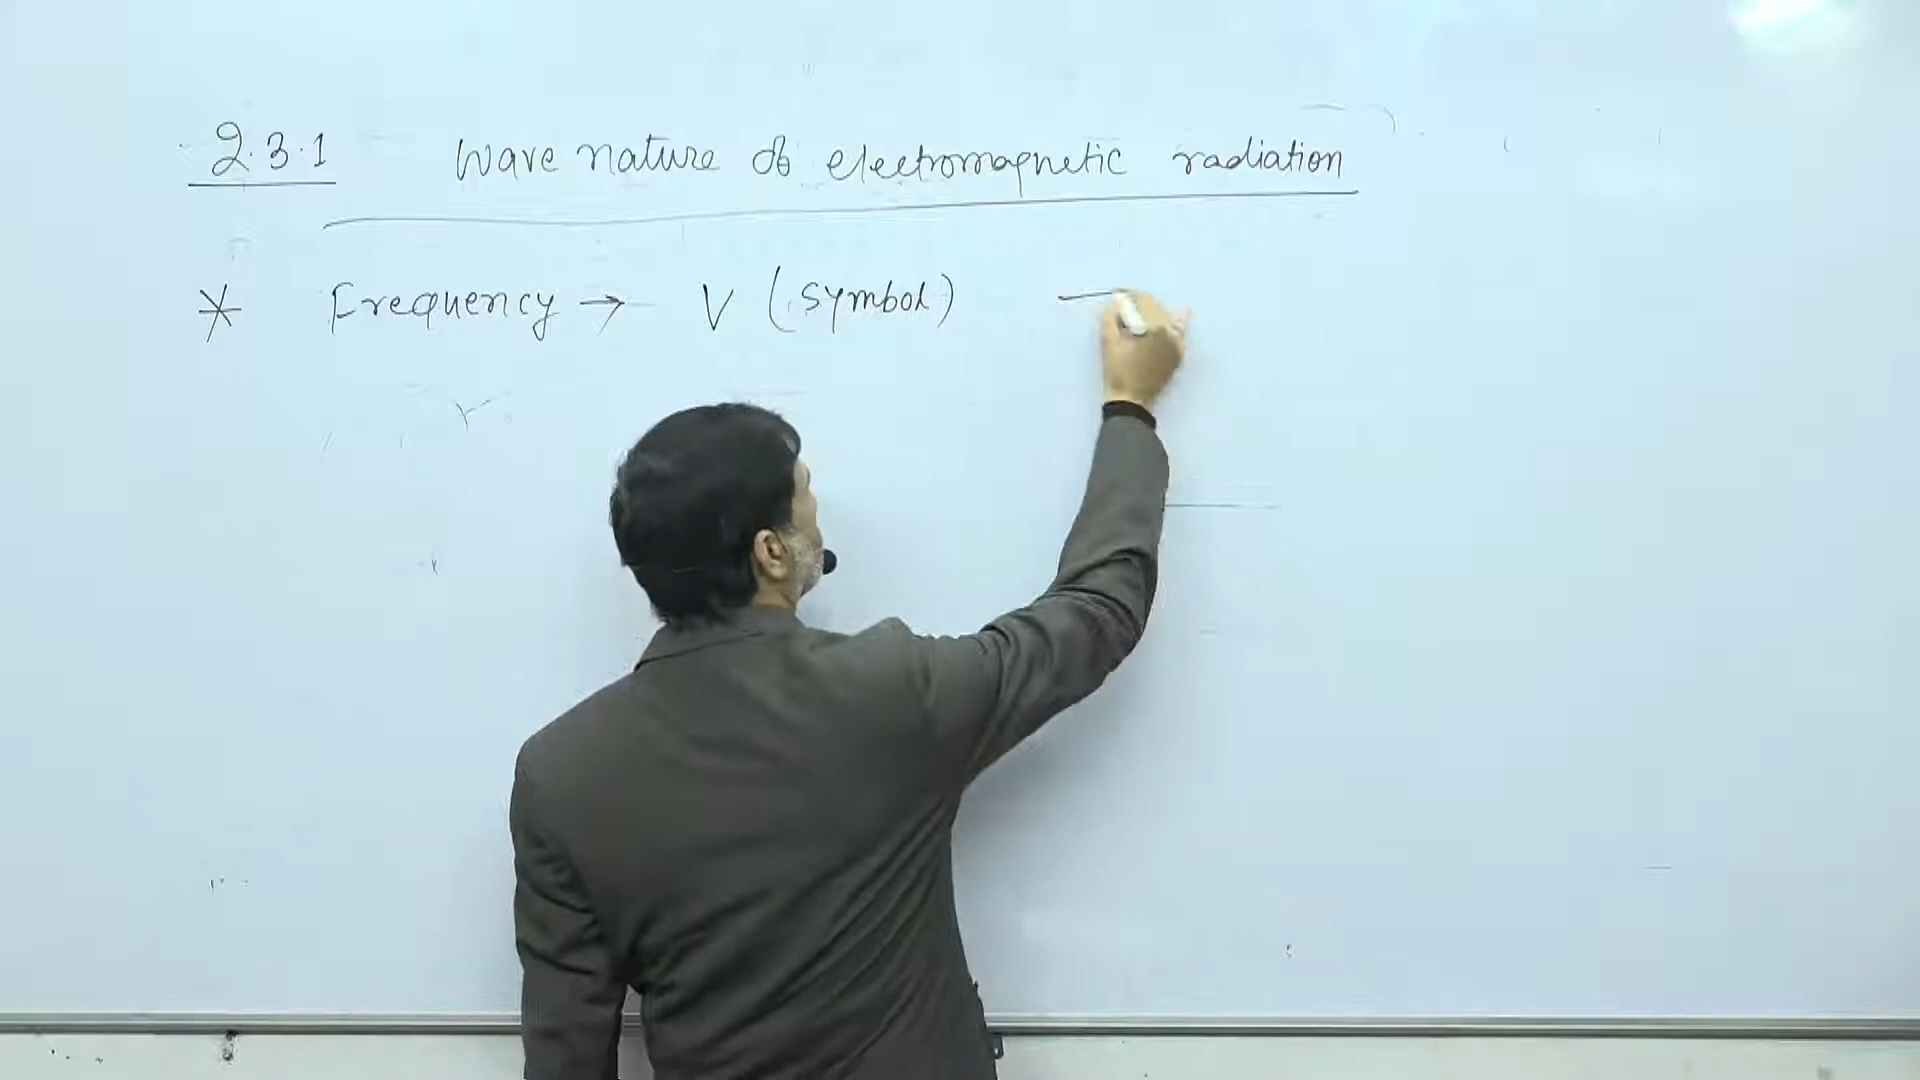 2.3.1 Wave nature of electromagnetic radiation
* Frequency → ν (symbol)